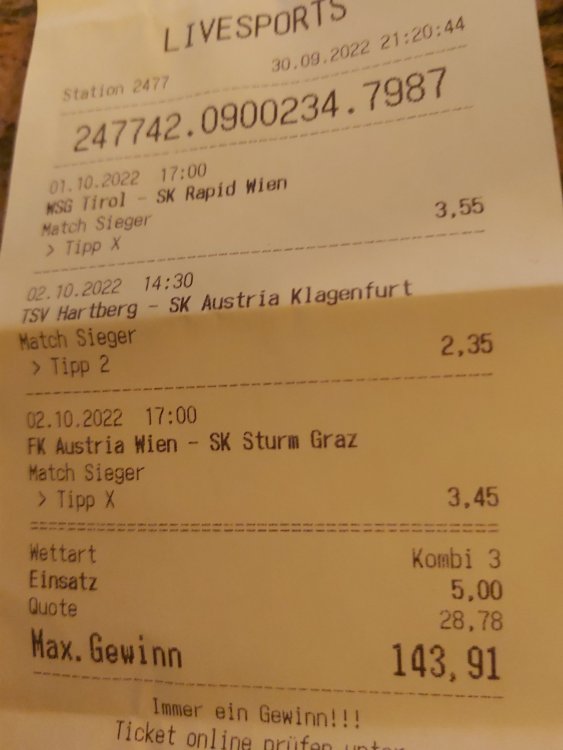 LIVESPORTS
Station 2477 30.09.2022 21:20:44
247742.0900234.7987
01.10.2022 17:00
WSG Tirol - SK Rapid Wien
Match Sieger 3,55
> Tipp X
02.10.2022 14:30
TSV Hartberg - SK Austria Klagenfurt
Match Sieger
> Tipp 2 2,35
02.10.2022 17:00
FK Austria Wien - SK Sturm Graz
Match Sieger
> Tipp X 3,45
Wettart Kombi 3
Einsatz 5,00
Quote 28,78
Max.Gewinn 143,91
Immer ein Gewinn!!!
Ticket online prüfen unter